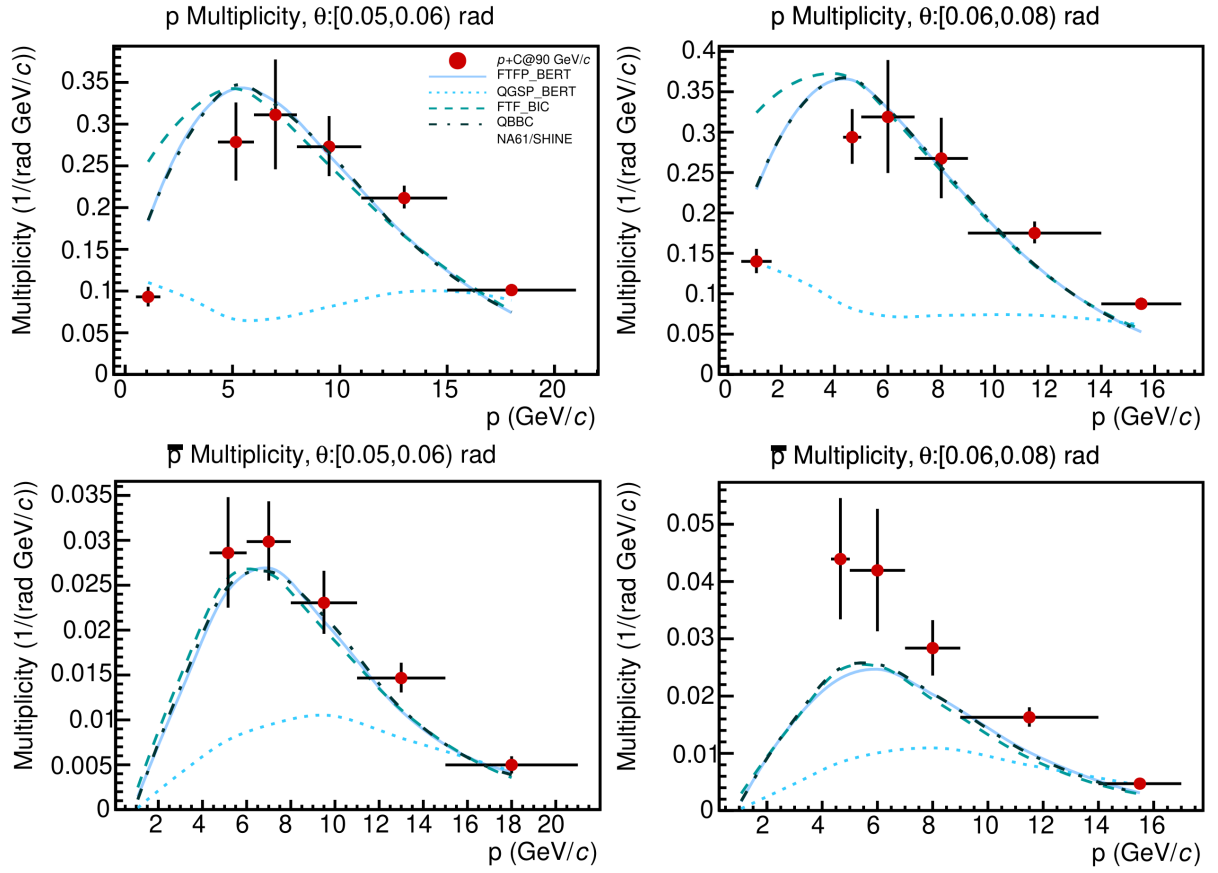 p Multiplicity, θ:[0.05,0.06) rad
Multiplicity (1/(rad GeV/c))
0.35
0.3
0.25
0.2
0.15
0.1
0.05
0
p+C@90 GeV/c
FTFP_BERT
QGSP_BERT
FTF_BIC
QBBC
NA61/SHINE
0 5 10 15 20
p (GeV/c)
p Multiplicity, θ:[0.06,0.08) rad
Multiplicity (1/(rad GeV/c))
0.4
0.35
0.3
0.25
0.2
0.15
0.1
0.05
0
0 2 4 6 8 10 12 14 16
p (GeV/c)
p̅ Multiplicity, θ:[0.05,0.06) rad
Multiplicity (1/(rad GeV/c))
0.035
0.03
0.025
0.02
0.015
0.01
0.005
0
2 4 6 8 10 12 14 16 18 20
p (GeV/c)
p̅ Multiplicity, θ:[0.06,0.08) rad
Multiplicity (1/(rad GeV/c))
0.05
0.04
0.03
0.02
0.01
0
2 4 6 8 10 12 14 16
p (GeV/c)